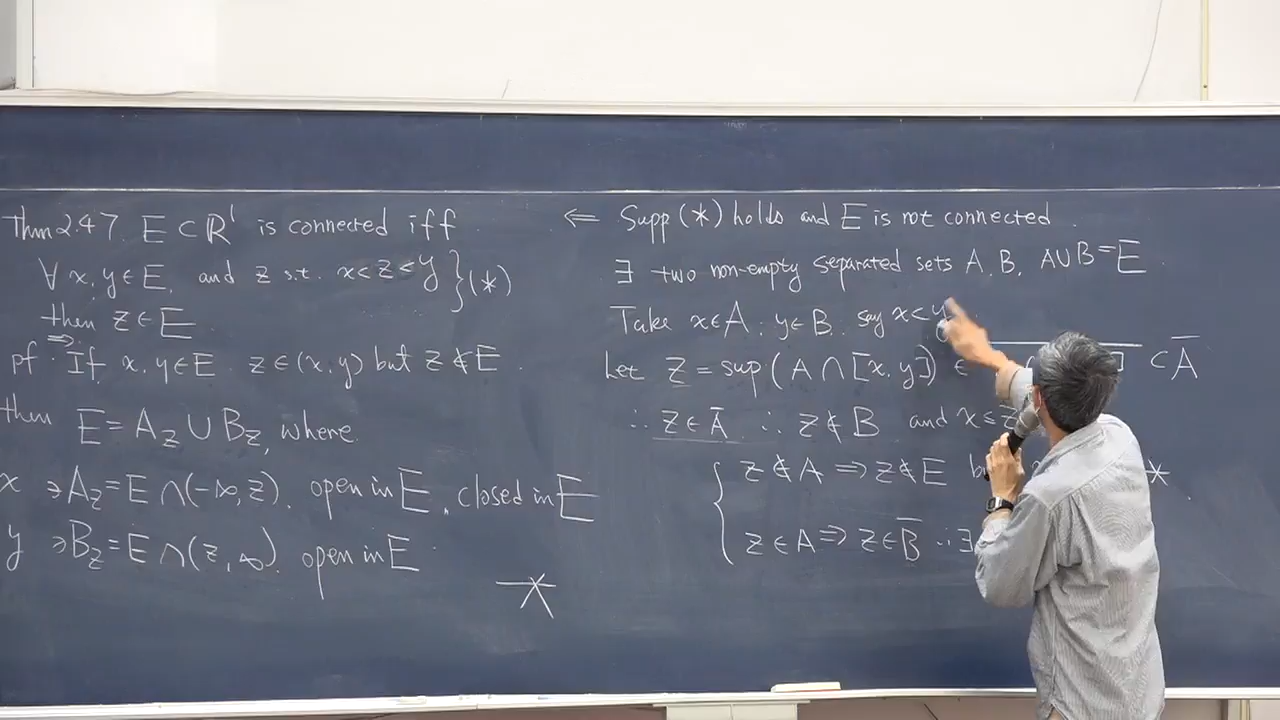 Thm 2.47. E ⊂ R¹ is connected iff
∀ x, y ∈ E, and z s.t. x < z < y } (*)
then z ∈ E
pf. ⟹ If x, y ∈ E z ∈ (x, y) but z ∉ E
then E = A_z ∪ B_z, where
x ∋ A_z = E ∩ (-∞, z). open in E, closed in E
y ∋ B_z = E ∩ (z, ∞). open in E.
⟸ Supp (*) holds and E is not connected.
∃ two non-empty separated sets A, B, A ∪ B = E.
Take x ∈ A, y ∈ B, say x < y
Let z = sup(A ∩ [x, y]) ∈ ⊂ Ā
∴ z ∈ Ā ∴ z ∉ B and x ≤ z
z ∉ A ⟹ z ∉ E *
z ∈ A ⟹ z ∈ B̄ ∴ ∃